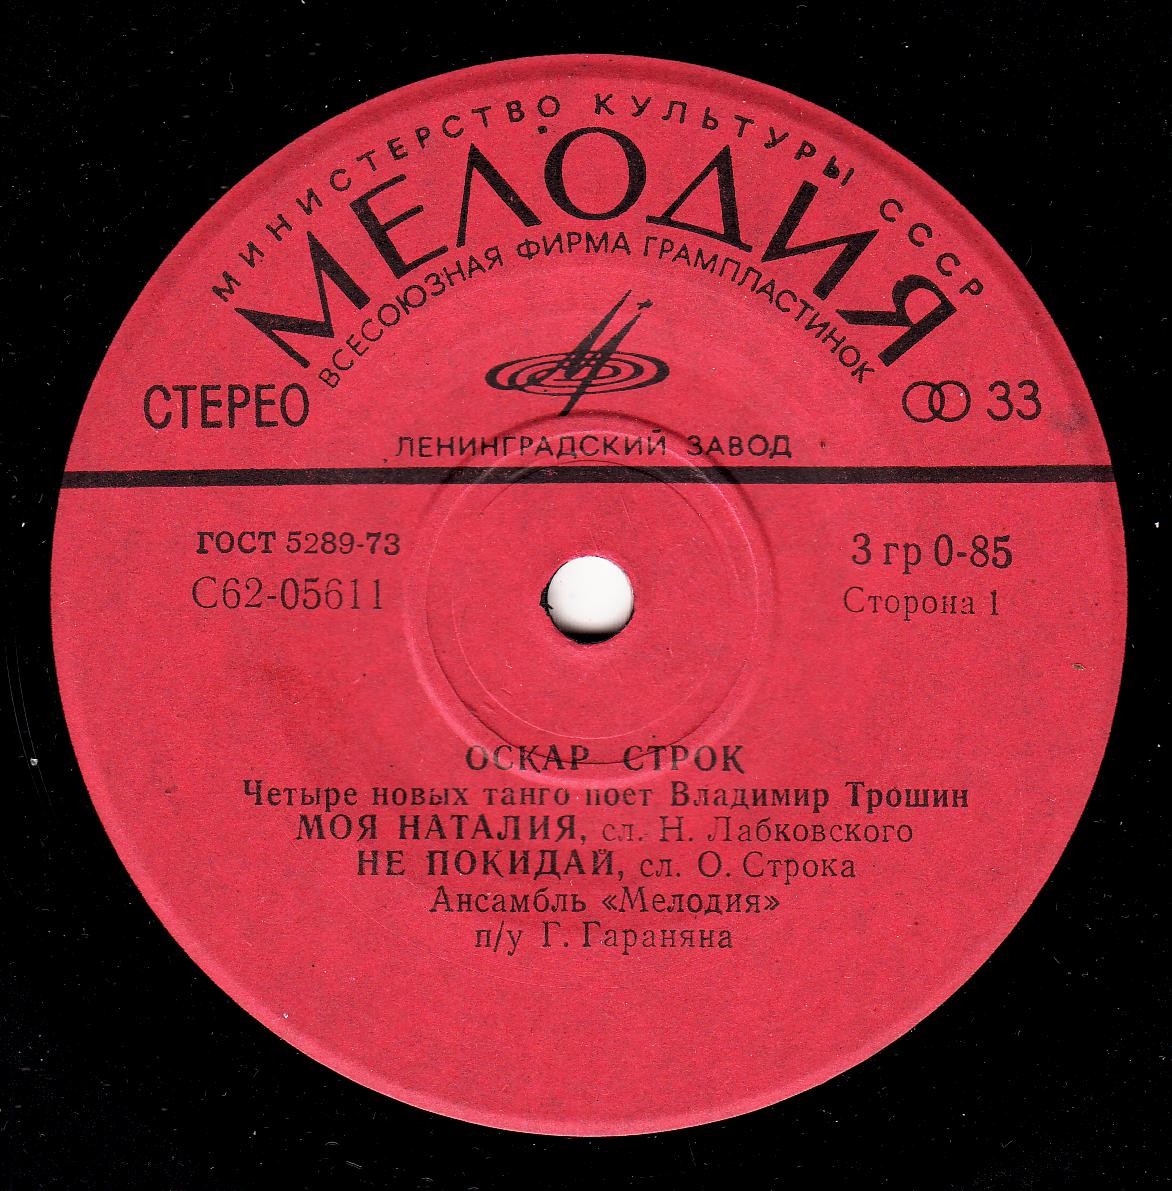 МИНИСТЕРСТВО КУЛЬТУРЫ СССР
МЕЛОДИЯ
ВСЕСОЮЗНАЯ ФИРМА ГРАМПЛАСТИНОК
СТЕРЕО
33
ЛЕНИНГРАДСКИЙ ЗАВОД
ГОСТ 5289-73
3 гр 0-85
С62-05611
Сторона 1
ОСКАР СТРОК
Четыре новых танго поет Владимир Трошин
МОЯ НАТАЛИЯ, сл. Н. Лабковского
НЕ ПОКИДАЙ, сл. О. Строка
Ансамбль «Мелодия»
п/у Г. Гараняна